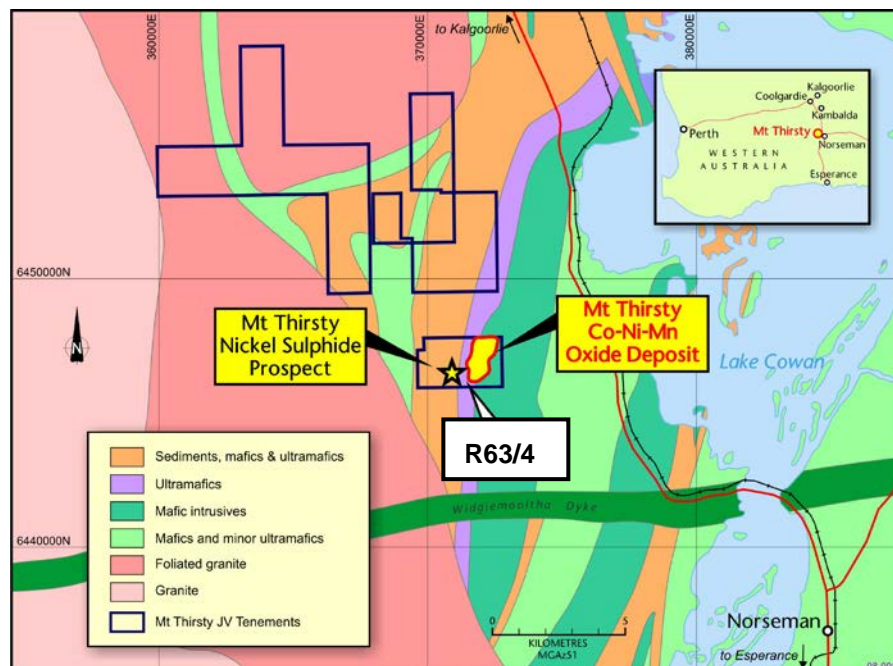 360000E
370000E
380000E
to Kalgoorlie
Kalgoorlie
Coolgardie
Kambalda
Mt Thirsty
Perth
Norseman
WESTERN
AUSTRALIA
Esperance
6450000N
Mt Thirsty
Nickel Sulphide
Prospect
Mt Thirsty
Co-Ni-Mn
Oxide Deposit
N
Lake Cowan
R63/4
Sediments, mafics & ultramafics
Ultramafics
Mafic intrusives
Mafics and minor ultramafics
Foliated granite
Granite
Mt Thirsty JV Tenements
Widgiemooltha Dyke
6440000N
0
5
KILOMETRES
MGAz51
Norseman
to Esperance